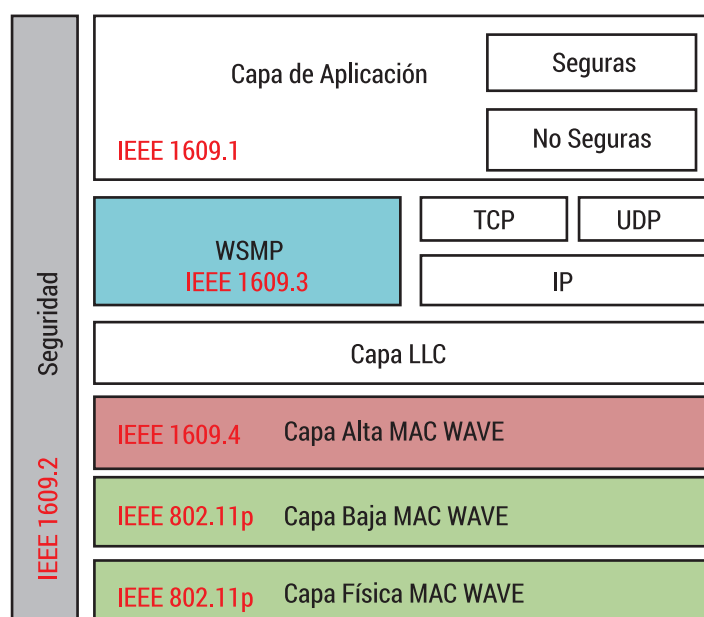 Capa de Aplicación
Seguras
No Seguras
IEEE 1609.1
WSMP
IEEE 1609.3
TCP
UDP
IP
Capa LLC
IEEE 1609.4 Capa Alta MAC WAVE
IEEE 802.11p Capa Baja MAC WAVE
IEEE 802.11p Capa Física MAC WAVE
Seguridad
IEEE 1609.2